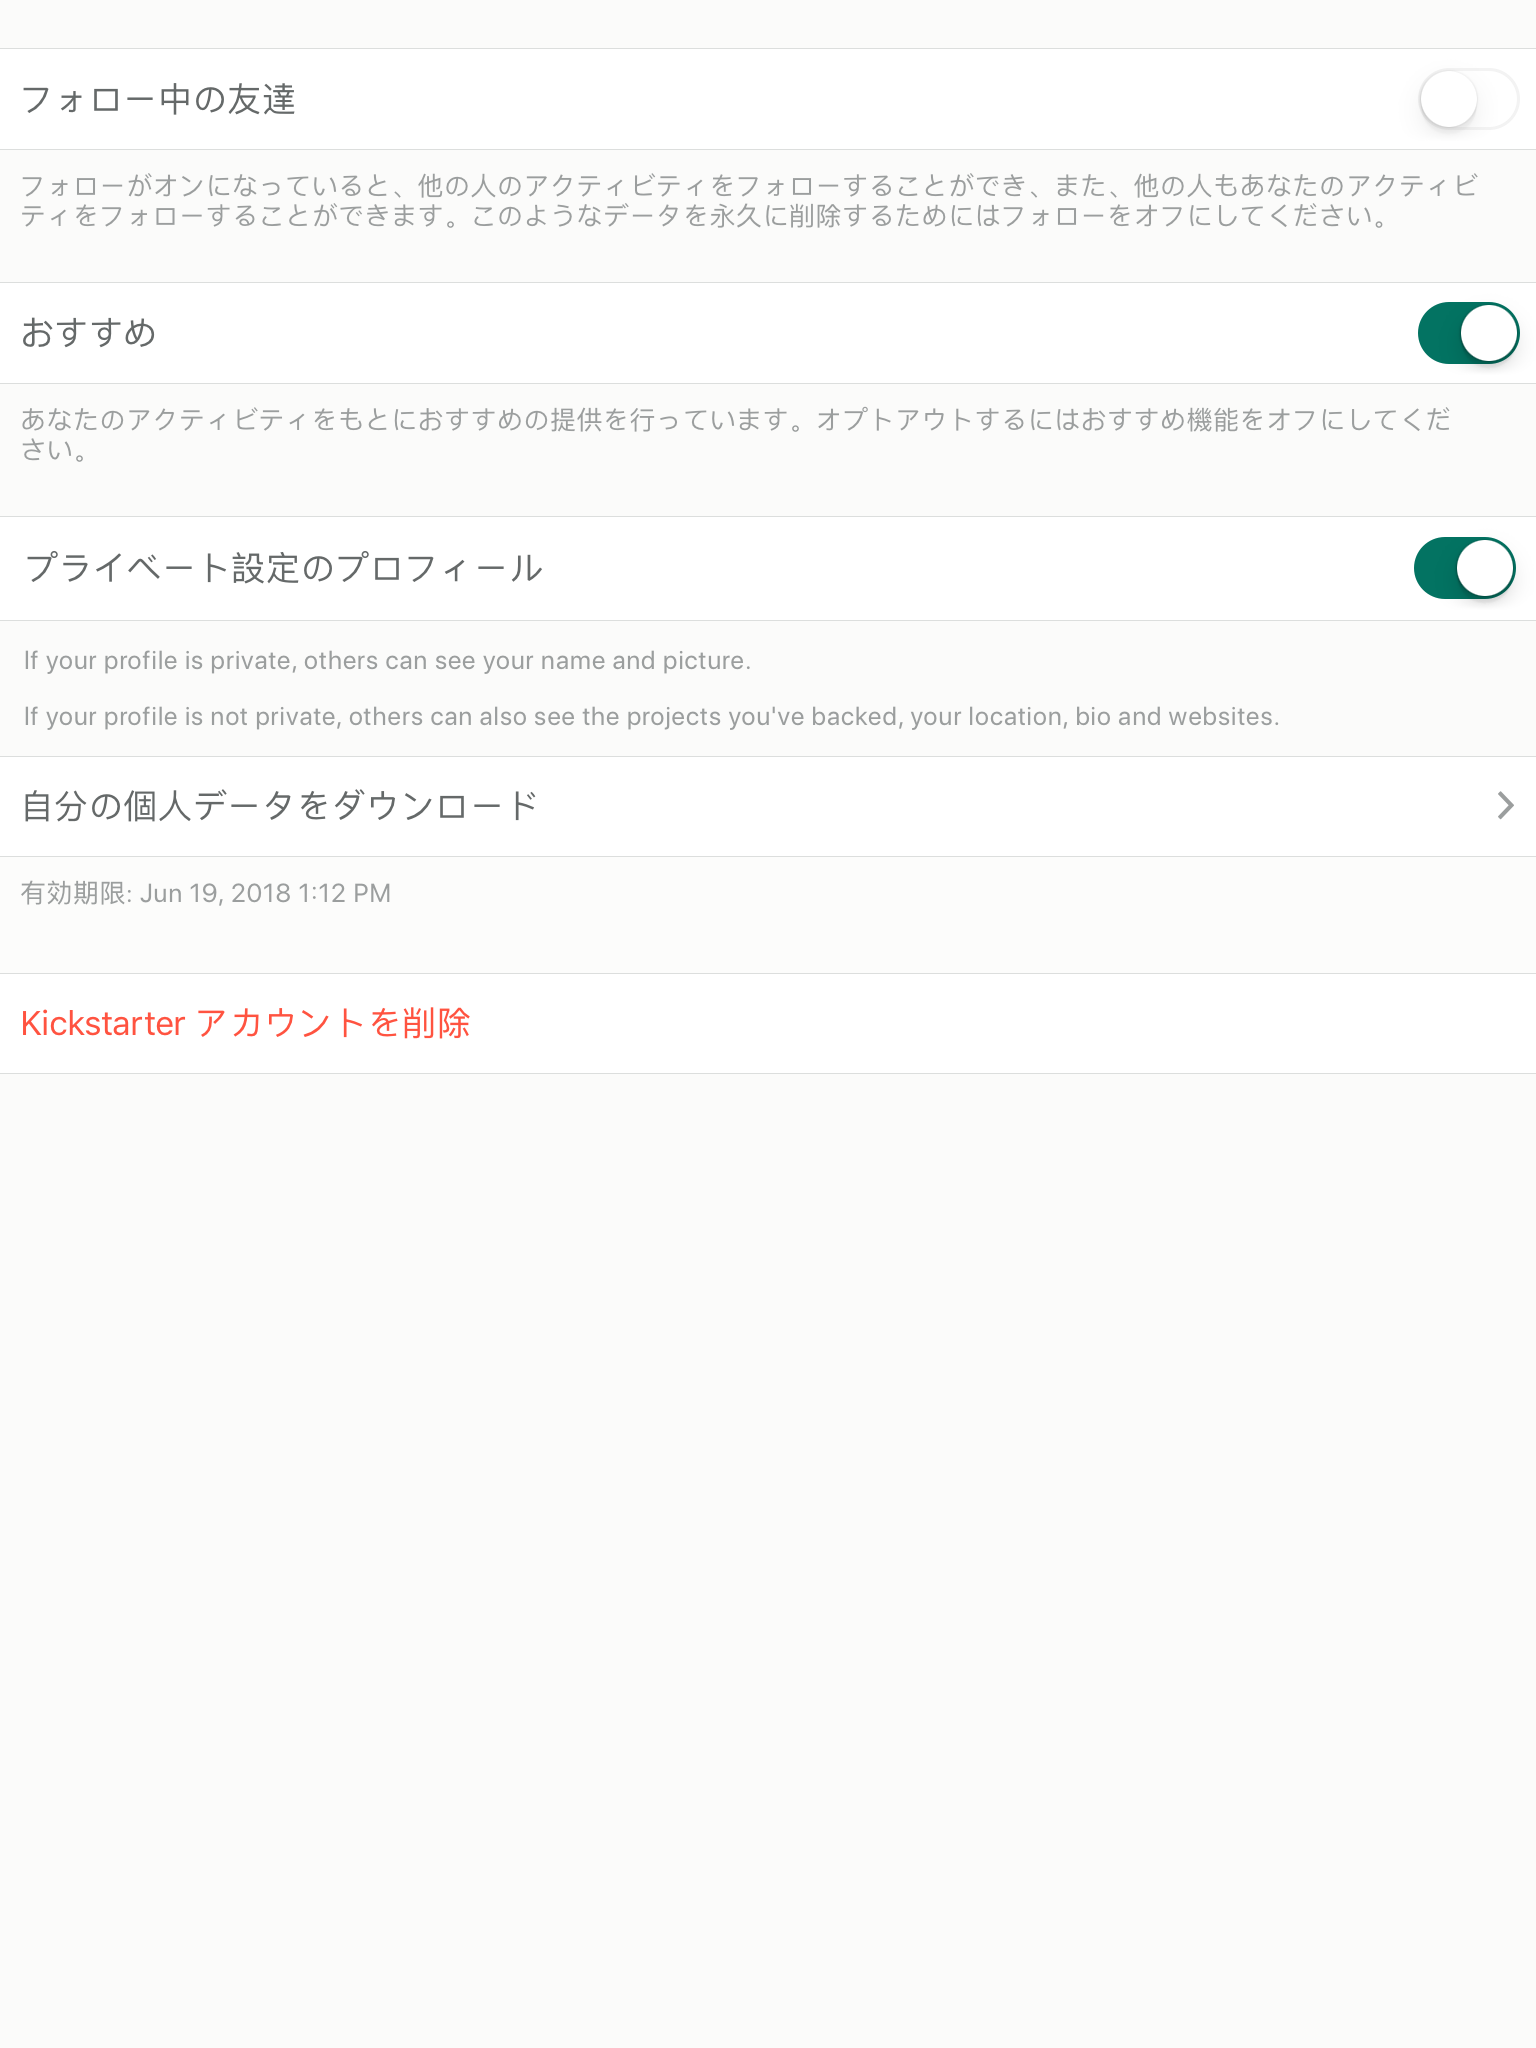 フォロー中の友達
フォローがオンになっていると、他の人のアクティビティをフォローすることができ、また、他の人もあなたのアクティビ
ティをフォローすることができます。このようなデータを永久に削除するためにはフォローをオフにしてください。
おすすめ
あなたのアクティビティをもとにおすすめの提供を行っています。オプトアウトするにはおすすめ機能をオフにしてくだ
さい。
プライベート設定のプロフィール
If your profile is private, others can see your name and picture.
If your profile is not private, others can also see the projects you've backed, your location, bio and websites.
自分の個人データをダウンロード
有効期限: Jun 19, 2018 1:12 PM
Kickstarter アカウントを削除